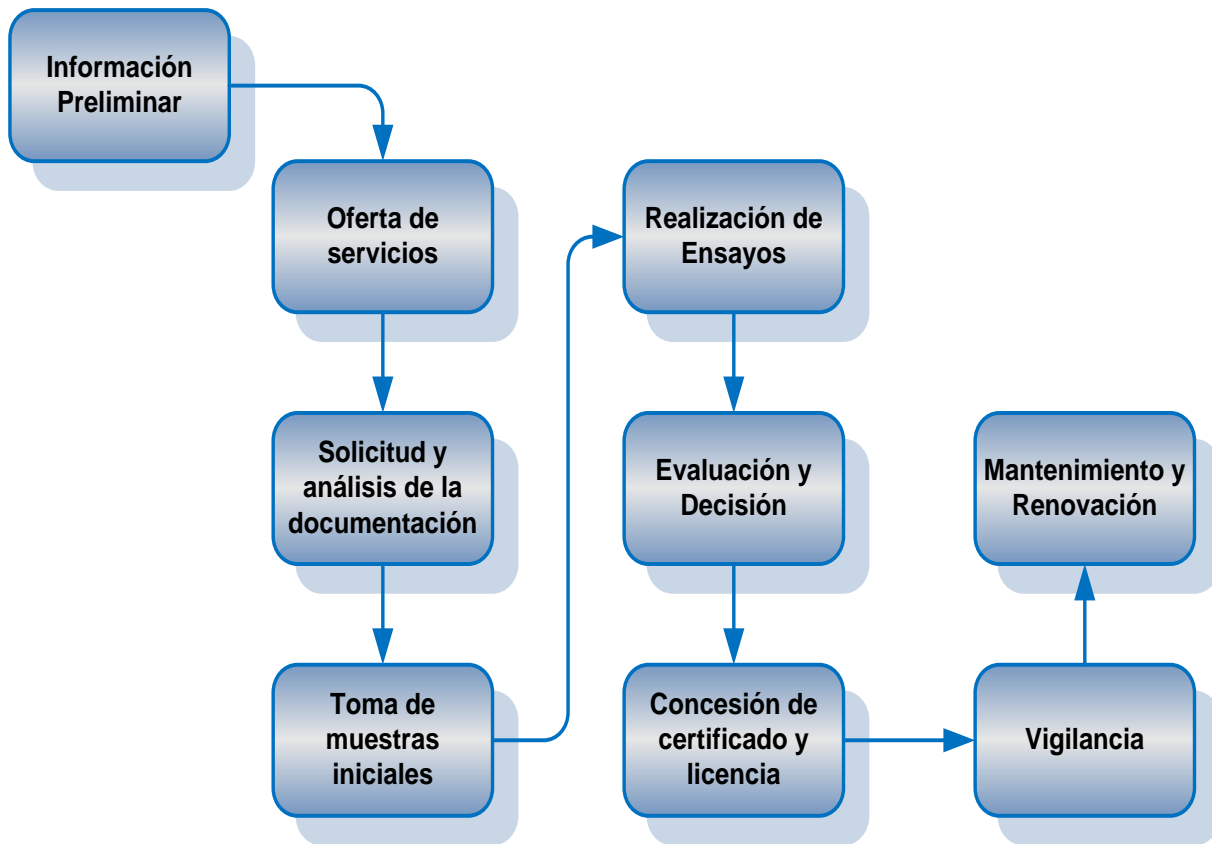 Información
Preliminar
Oferta de
servicios
Solicitud y
análisis de la
documentación
Toma de
muestras
iniciales
Realización de
Ensayos
Evaluación y
Decisión
Concesión de
certificado y
licencia
Vigilancia
Mantenimiento y
Renovación